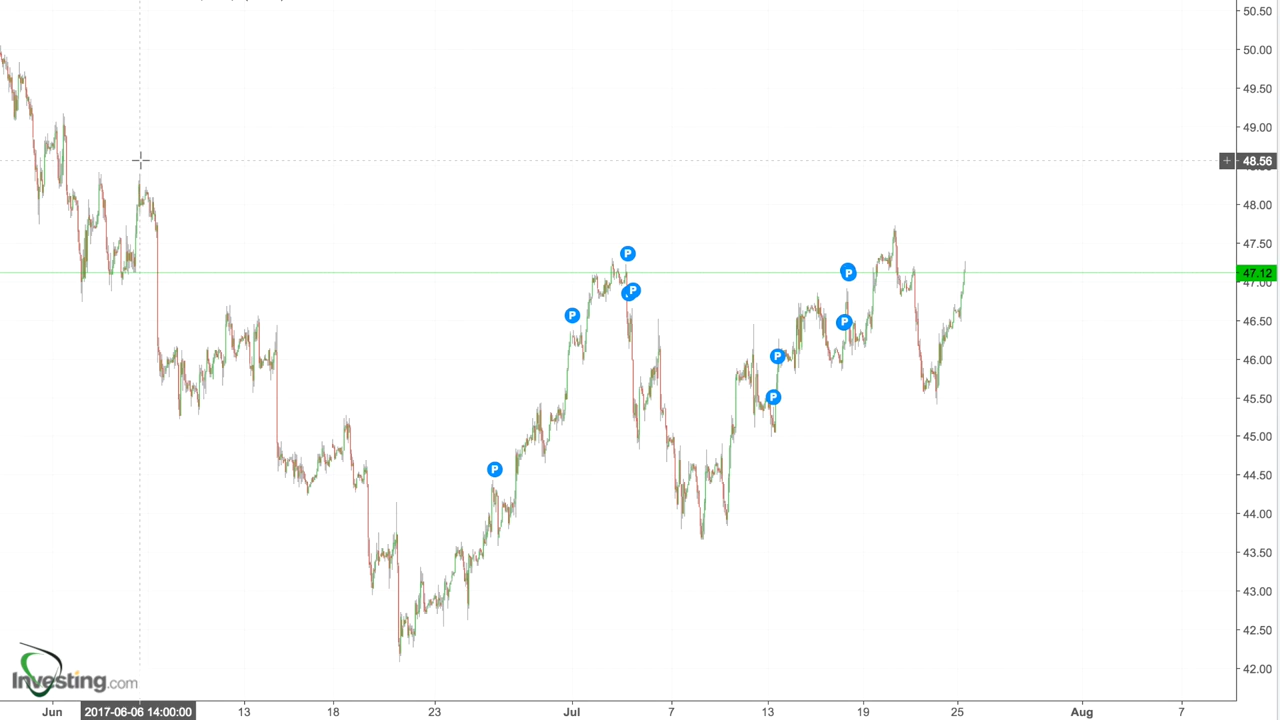 50.50
50.00
49.50
49.00
+ 48.56
48.00
47.50
47.12
47.00
46.50
46.00
45.50
45.00
44.50
44.00
43.50
43.00
42.50
42.00
P
P
P
P
P
P
P
P
P
P
Investing.com
Jun 2017-06-06 14:00:00 13 18 23 Jul 7 13 19 25 Aug 7